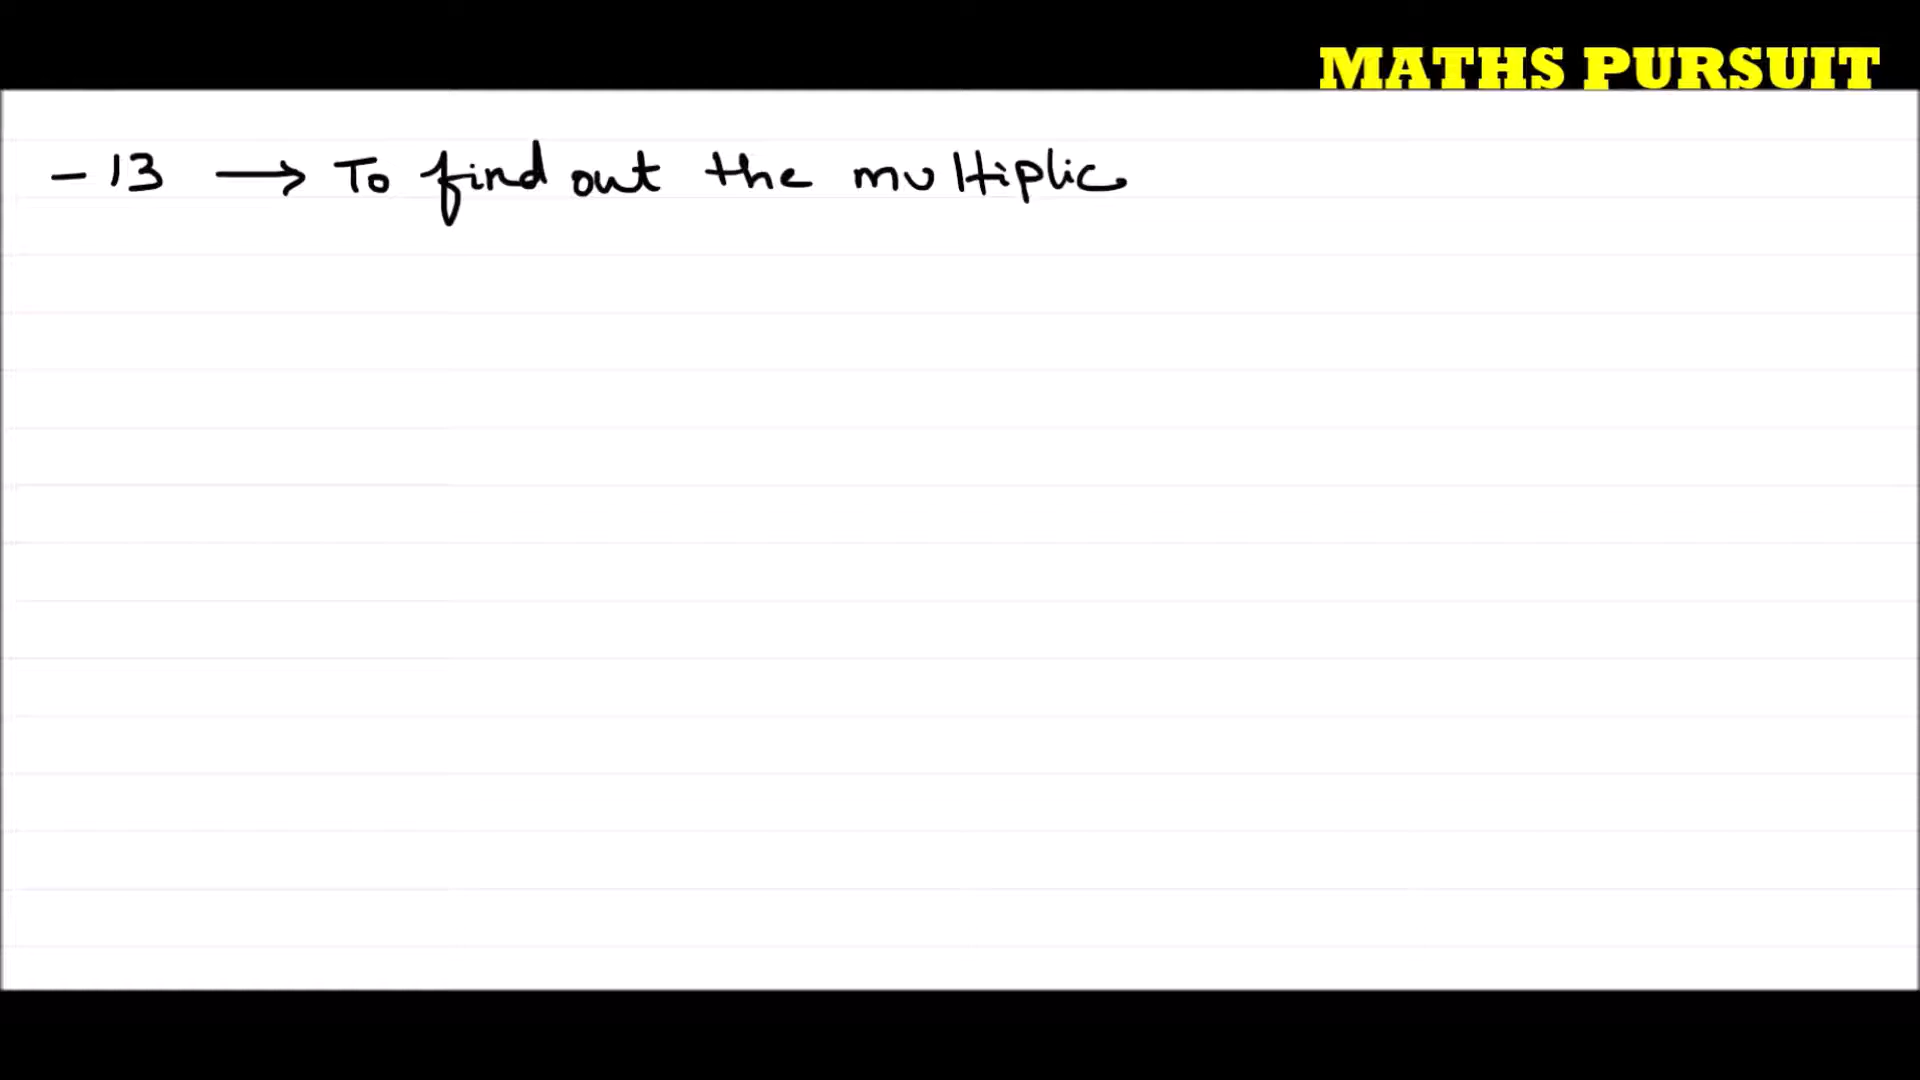 MATHS PURSUIT
- 13 → To find out the multiplic